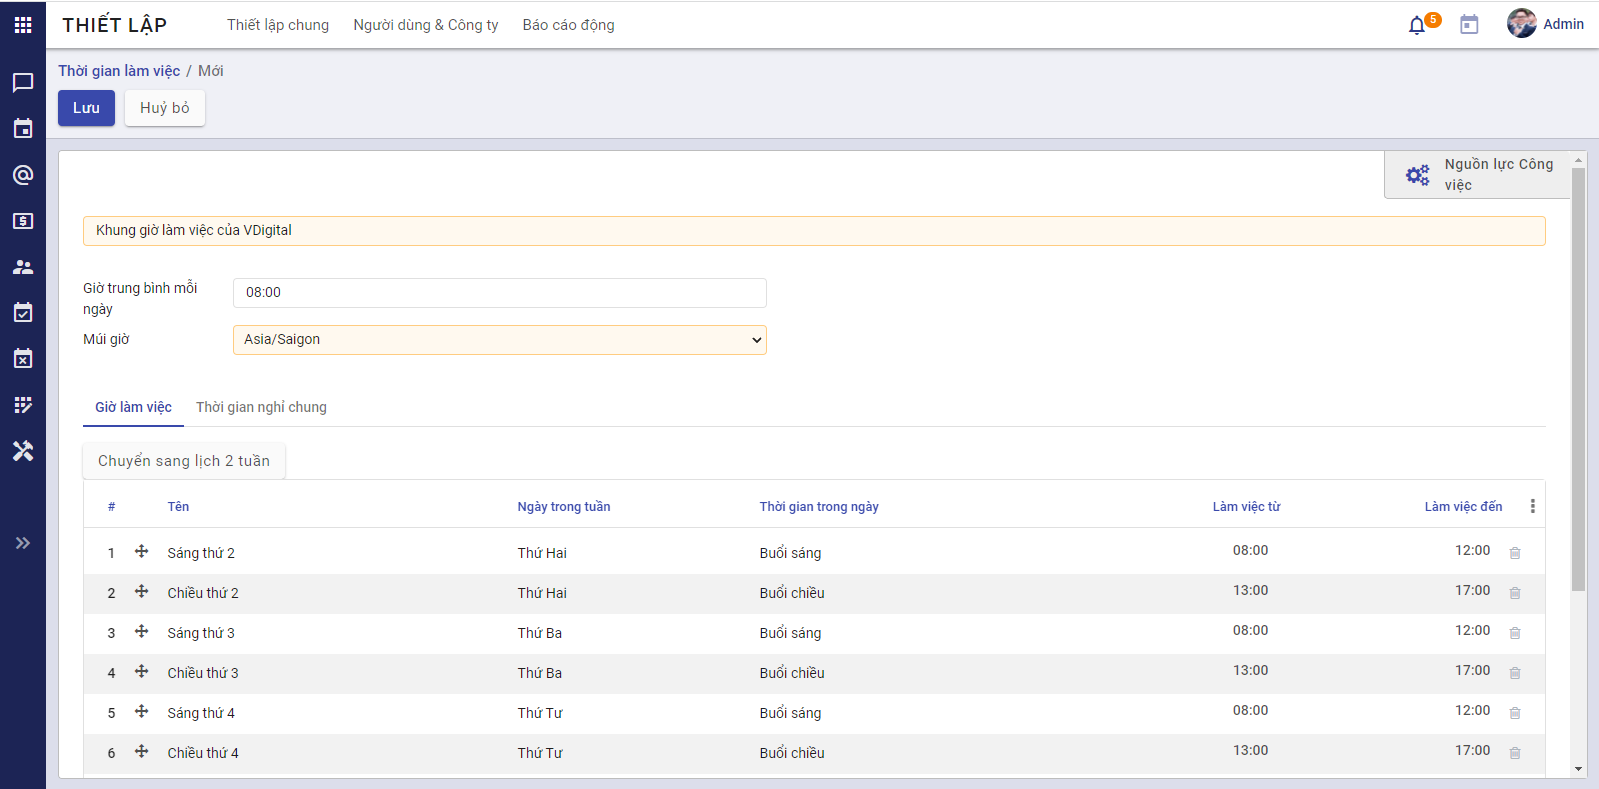 THIẾT LẬP Thiết lập chung Người dùng & Công ty Báo cáo động 5 Admin
Thời gian làm việc / Mới
Lưu Huỷ bỏ
Nguồn lực Công
việc
Khung giờ làm việc của VDigital
Giờ trung bình mỗi
ngày
08:00
Múi giờ Asia/Saigon
Giờ làm việc Thời gian nghỉ chung
Chuyển sang lịch 2 tuần
# Tên Ngày trong tuần Thời gian trong ngày Làm việc từ Làm việc đến
1 Sáng thứ 2 Thứ Hai Buổi sáng 08:00 12:00
2 Chiều thứ 2 Thứ Hai Buổi chiều 13:00 17:00
3 Sáng thứ 3 Thứ Ba Buổi sáng 08:00 12:00
4 Chiều thứ 3 Thứ Ba Buổi chiều 13:00 17:00
5 Sáng thứ 4 Thứ Tư Buổi sáng 08:00 12:00
6 Chiều thứ 4 Thứ Tư Buổi chiều 13:00 17:00